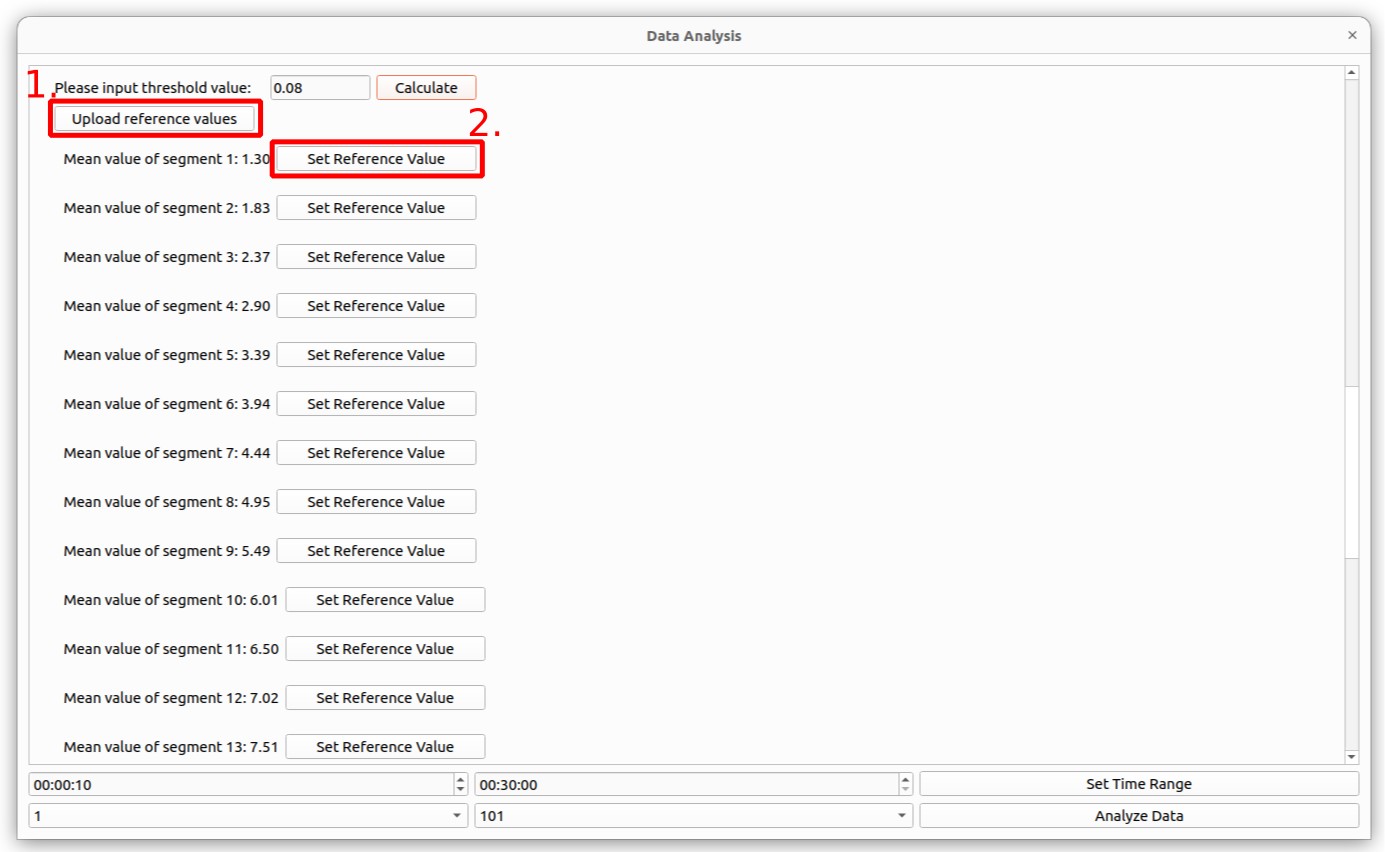 Data Analysis ×
1.
Please input threshold value: 0.08 Calculate
Upload reference values
2.
Mean value of segment 1: 1.30 Set Reference Value
Mean value of segment 2: 1.83 Set Reference Value
Mean value of segment 3: 2.37 Set Reference Value
Mean value of segment 4: 2.90 Set Reference Value
Mean value of segment 5: 3.39 Set Reference Value
Mean value of segment 6: 3.94 Set Reference Value
Mean value of segment 7: 4.44 Set Reference Value
Mean value of segment 8: 4.95 Set Reference Value
Mean value of segment 9: 5.49 Set Reference Value
Mean value of segment 10: 6.01 Set Reference Value
Mean value of segment 11: 6.50 Set Reference Value
Mean value of segment 12: 7.02 Set Reference Value
Mean value of segment 13: 7.51 Set Reference Value
00:00:10 00:30:00 Set Time Range
1 101 Analyze Data